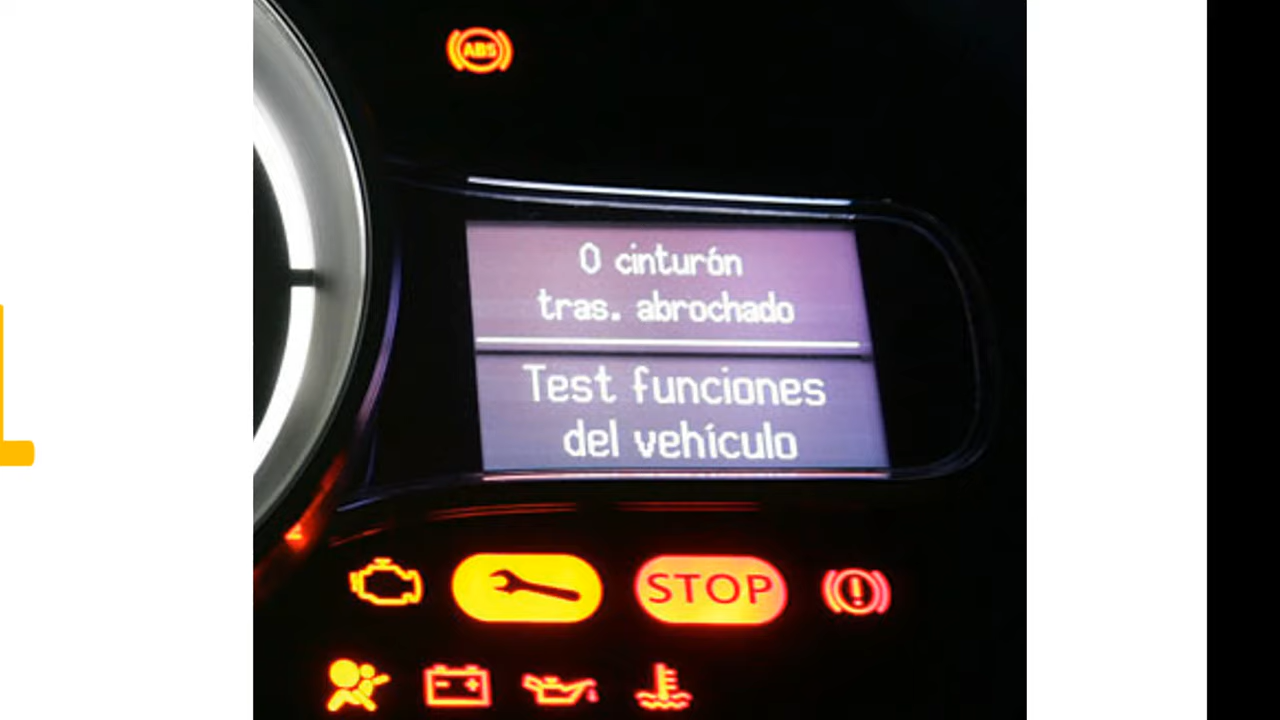 ABS
0 cinturón
tras. abrochado
Test funciones
del vehículo
STOP